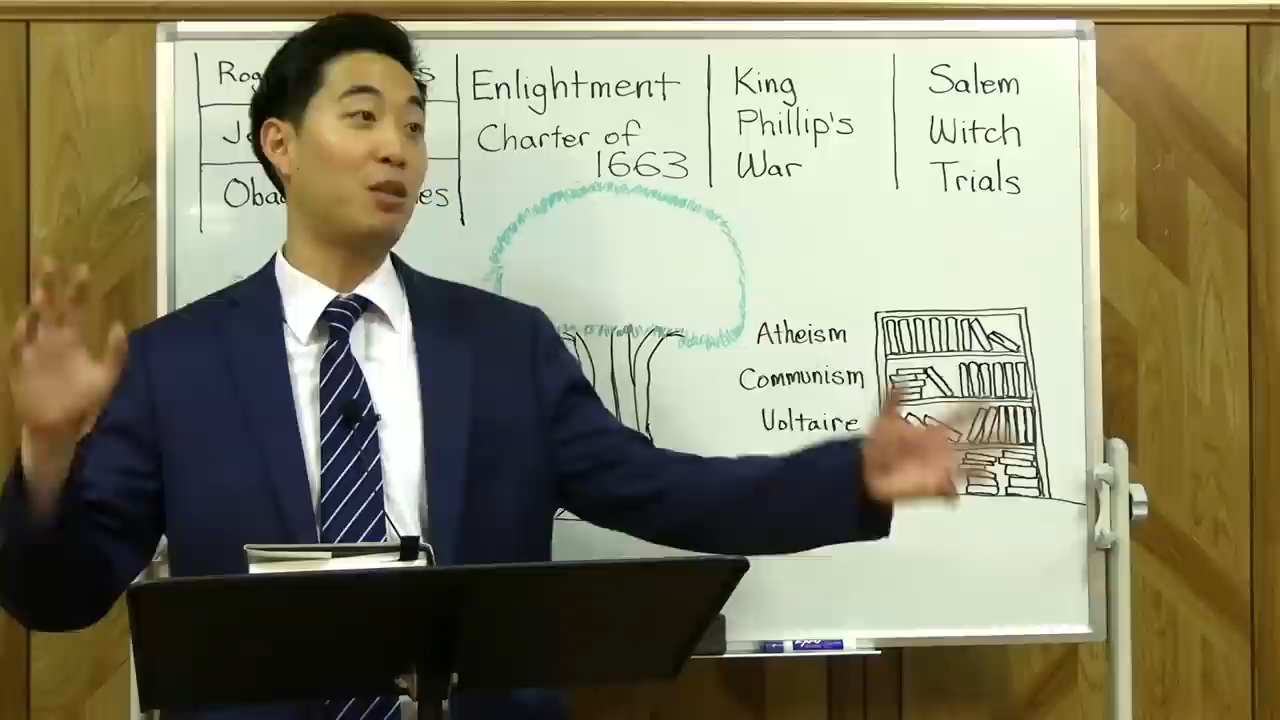 Enlightment
Charter of
1663
King
Phillip's
War
Salem
Witch
Trials
Atheism
Communism
Voltaire